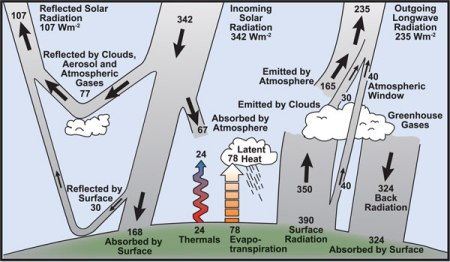 107
Reflected Solar
Radiation
107 Wm-2
342
Incoming
Solar
Radiation
342 Wm-2
235
Outgoing
Longwave
Radiation
235 Wm-2
Reflected by Clouds,
Aerosol and
Atmospheric
Gases
77
67
Absorbed by
Atmosphere
Emitted by
Atmosphere
165
Emitted by Clouds
30
40
Atmospheric
Window
Greenhouse
Gases
24
78
Latent
Heat
350
40
324
Back
Radiation
Reflected by
Surface
30
168
Absorbed by
Surface
24
Thermals
78
Evapo-
transpiration
390
Surface
Radiation
324
Absorbed by Surface